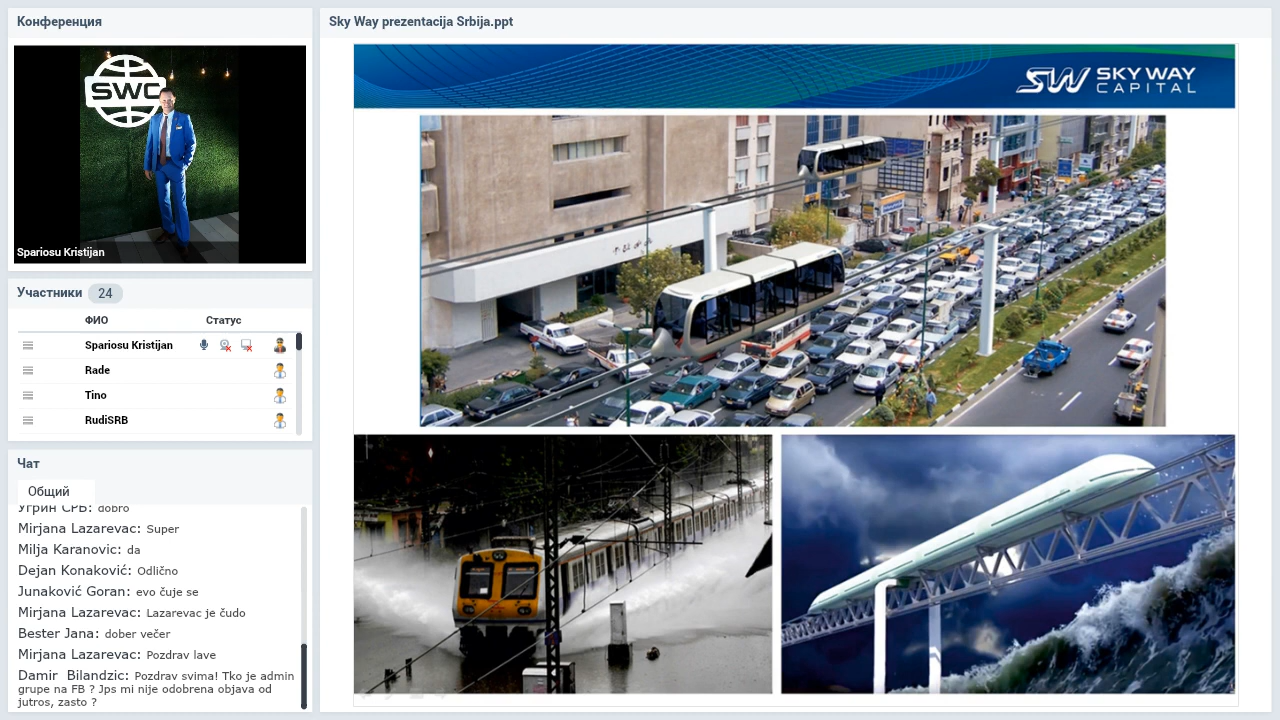 Конференция
SWC
Spariosu Kristijan
Участники 24
ФИО Статус
Spariosu Kristijan
Rade
Tino
RudiSRB
Чат
Общий
Угрин СРБ: dobro
Mirjana Lazarevac: Super
Milja Karanovic: da
Dejan Konaković: Odlično
Junaković Goran: evo čuje se
Mirjana Lazarevac: Lazarevac je čudo
Bester Jana: dober večer
Mirjana Lazarevac: Pozdrav lave
Damir Bilandzic: Pozdrav svima! Tko je admin
grupe na FB ? Jps mi nije odobrena objava od
jutros, zasto ?
Sky Way prezentacija Srbija.ppt
SW SKY WAY
CAPITAL